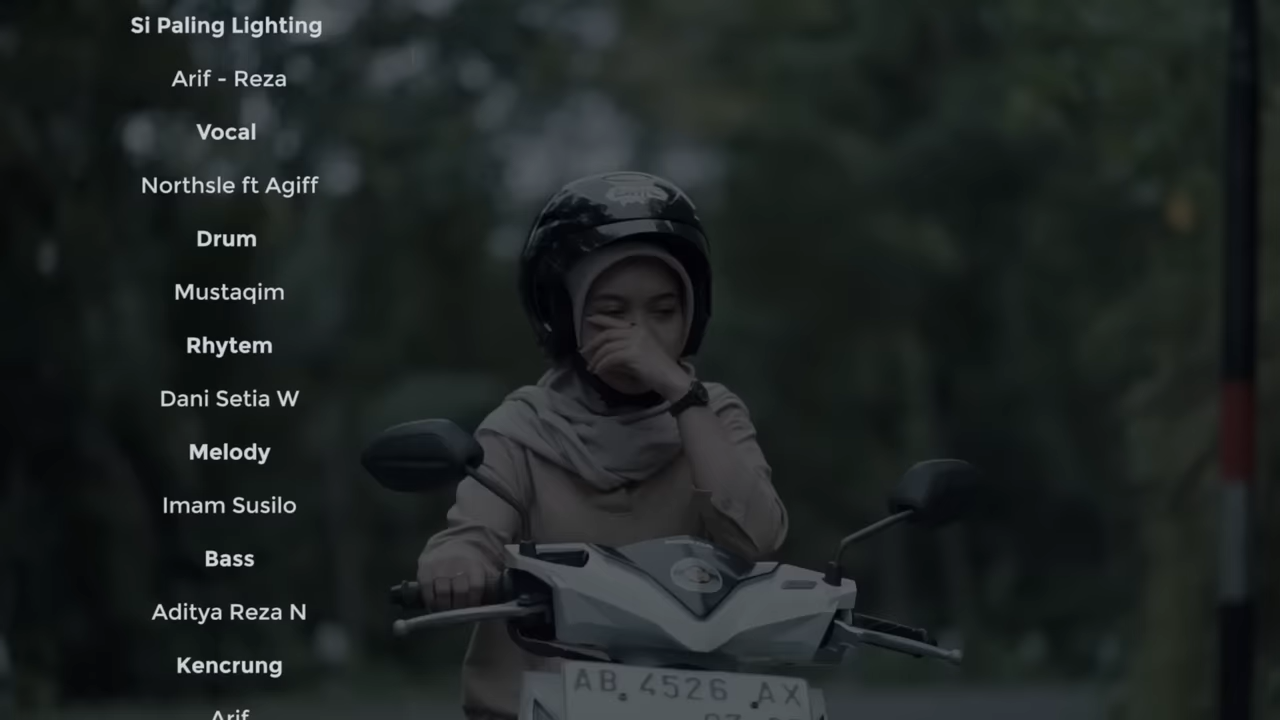 Si Paling Lighting
Arif - Reza
Vocal
Northsle ft Agiff
Drum
Mustaqim
Rhytem
Dani Setia W
Melody
Imam Susilo
Bass
Aditya Reza N
Kencrung
Arif
AB 4526 AX